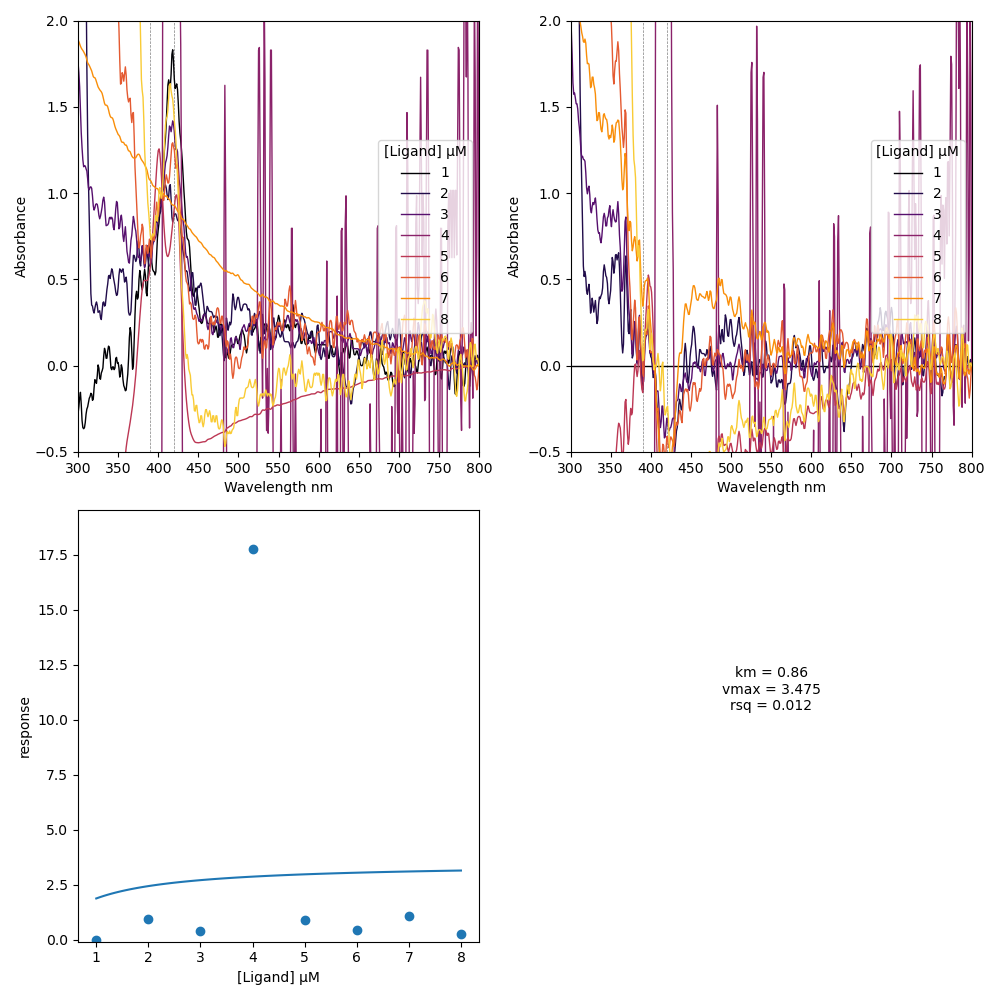 2.0
1.5
1.0
0.5
0.0
−0.5
Absorbance
300 350 400 450 500 550 600 650 700 750 800
Wavelength nm
[Ligand] μM
1
2
3
4
5
6
7
8
2.0
1.5
1.0
0.5
0.0
−0.5
Absorbance
300 350 400 450 500 550 600 650 700 750 800
Wavelength nm
[Ligand] μM
1
2
3
4
5
6
7
8
17.5
15.0
12.5
10.0
7.5
5.0
2.5
0.0
response
1 2 3 4 5 6 7 8
[Ligand] μM
km = 0.86
vmax = 3.475
rsq = 0.012